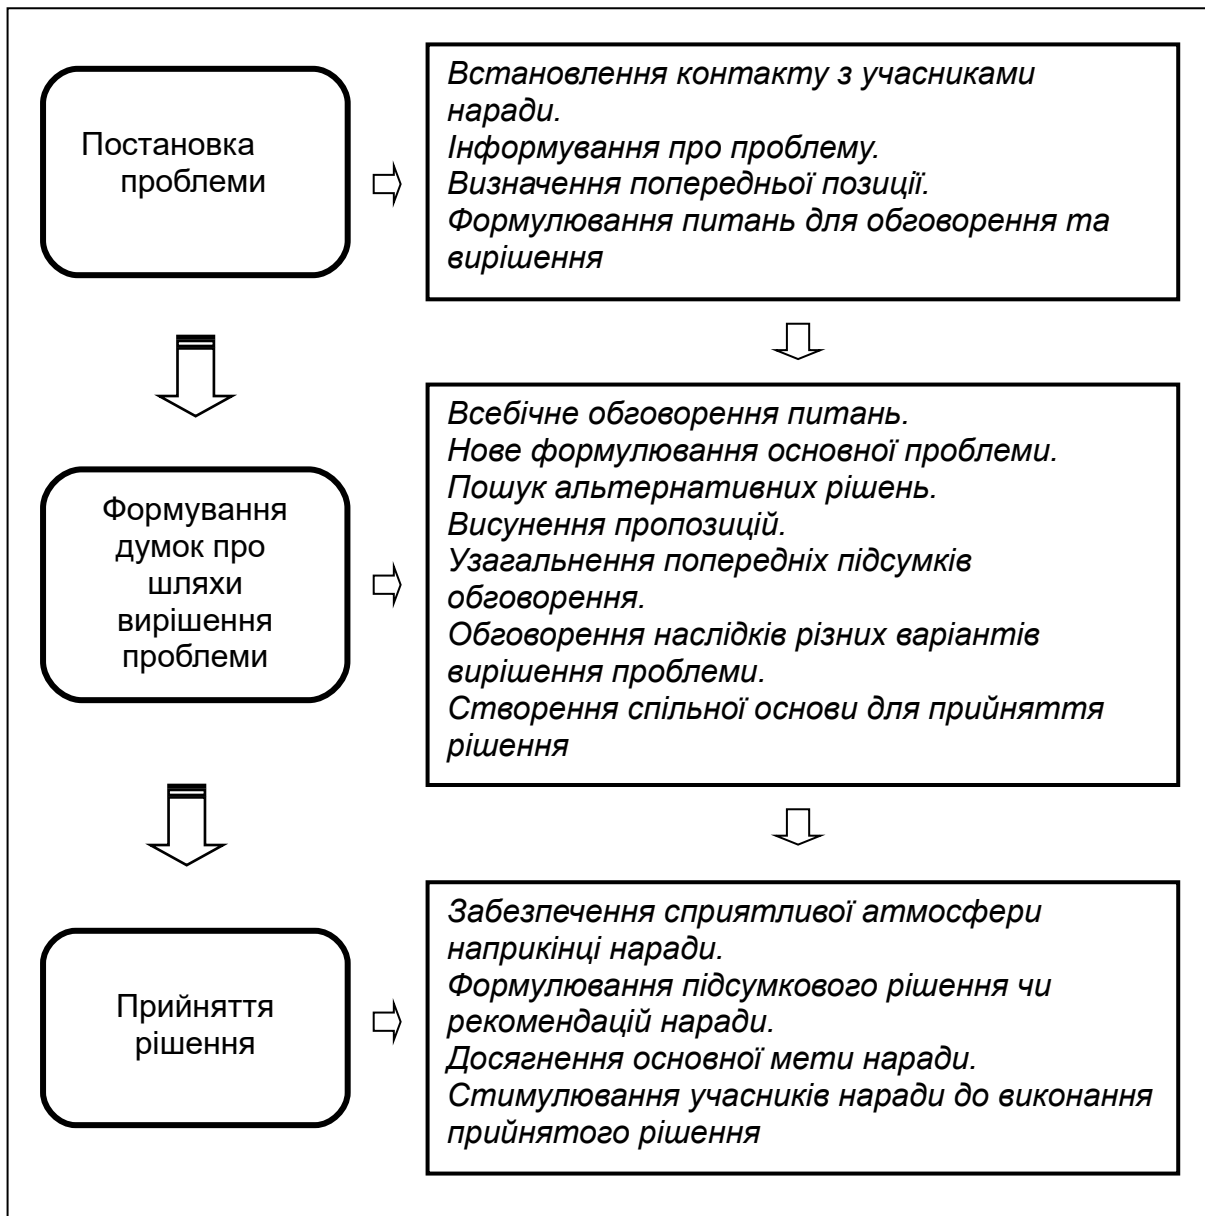 Постановка
проблеми
Встановлення контакту з учасниками
наради.
Інформування про проблему.
Визначення попередньої позиції.
Формулювання питань для обговорення та
вирішення
Формування
думок про
шляхи
вирішення
проблеми
Всебічне обговорення питань.
Нове формулювання основної проблеми.
Пошук альтернативних рішень.
Висунення пропозицій.
Узагальнення попередніх підсумків
обговорення.
Обговорення наслідків різних варіантів
вирішення проблеми.
Створення спільної основи для прийняття
рішення
Прийняття
рішення
Забезпечення сприятливої атмосфери
наприкінці наради.
Формулювання підсумкового рішення чи
рекомендацій наради.
Досягнення основної мети наради.
Стимулювання учасників наради до виконання
прийнятого рішення